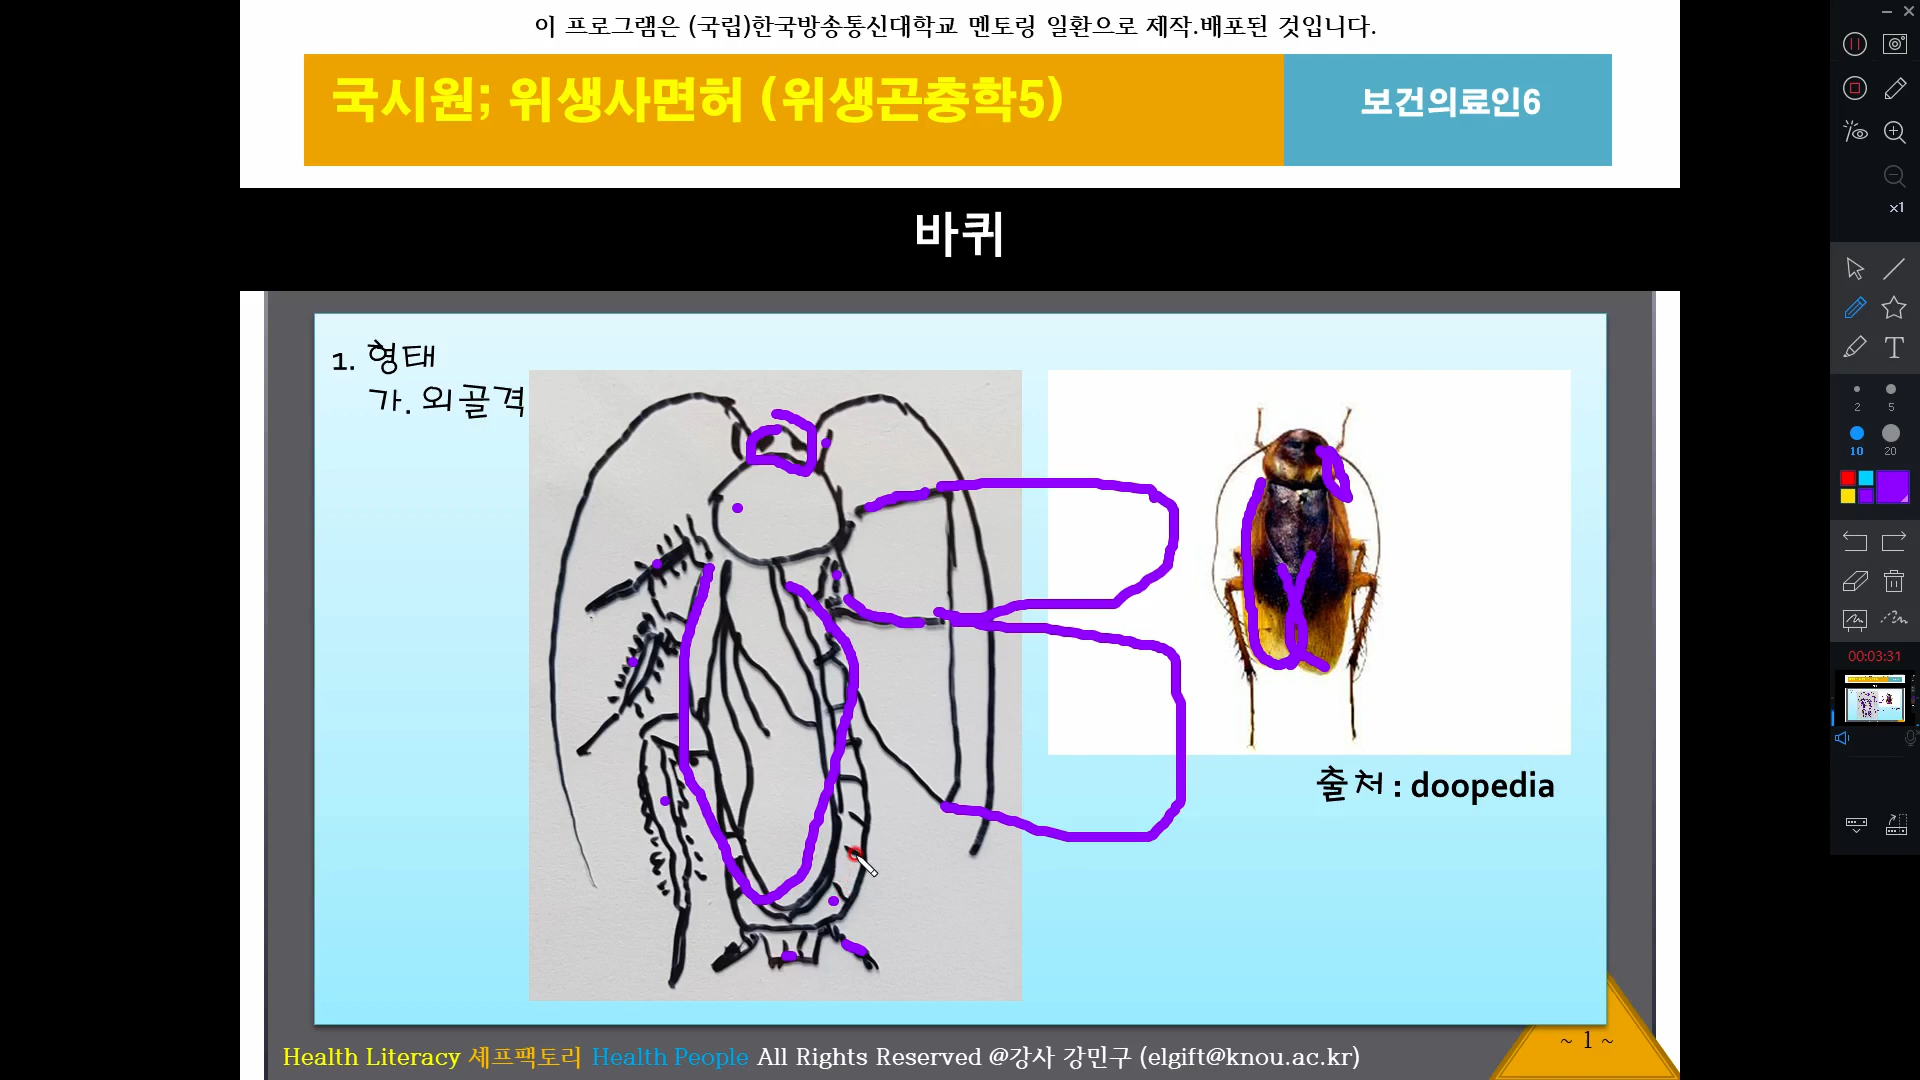 이 프로그램은 (국립)한국방송통신대학교 멘토링 일환으로 제작.배포된 것입니다.
국시원; 위생사면허 (위생곤충학5)
보건의료인6
바퀴
1. 형태
가. 외골격
출처 : doopedia
~ 1 ~
Health Literacy 셰프팩토리 Health People All Rights Reserved @강사 강민구 (elgift@knou.ac.kr)
x1
T
2
5
10
20
00:03:31